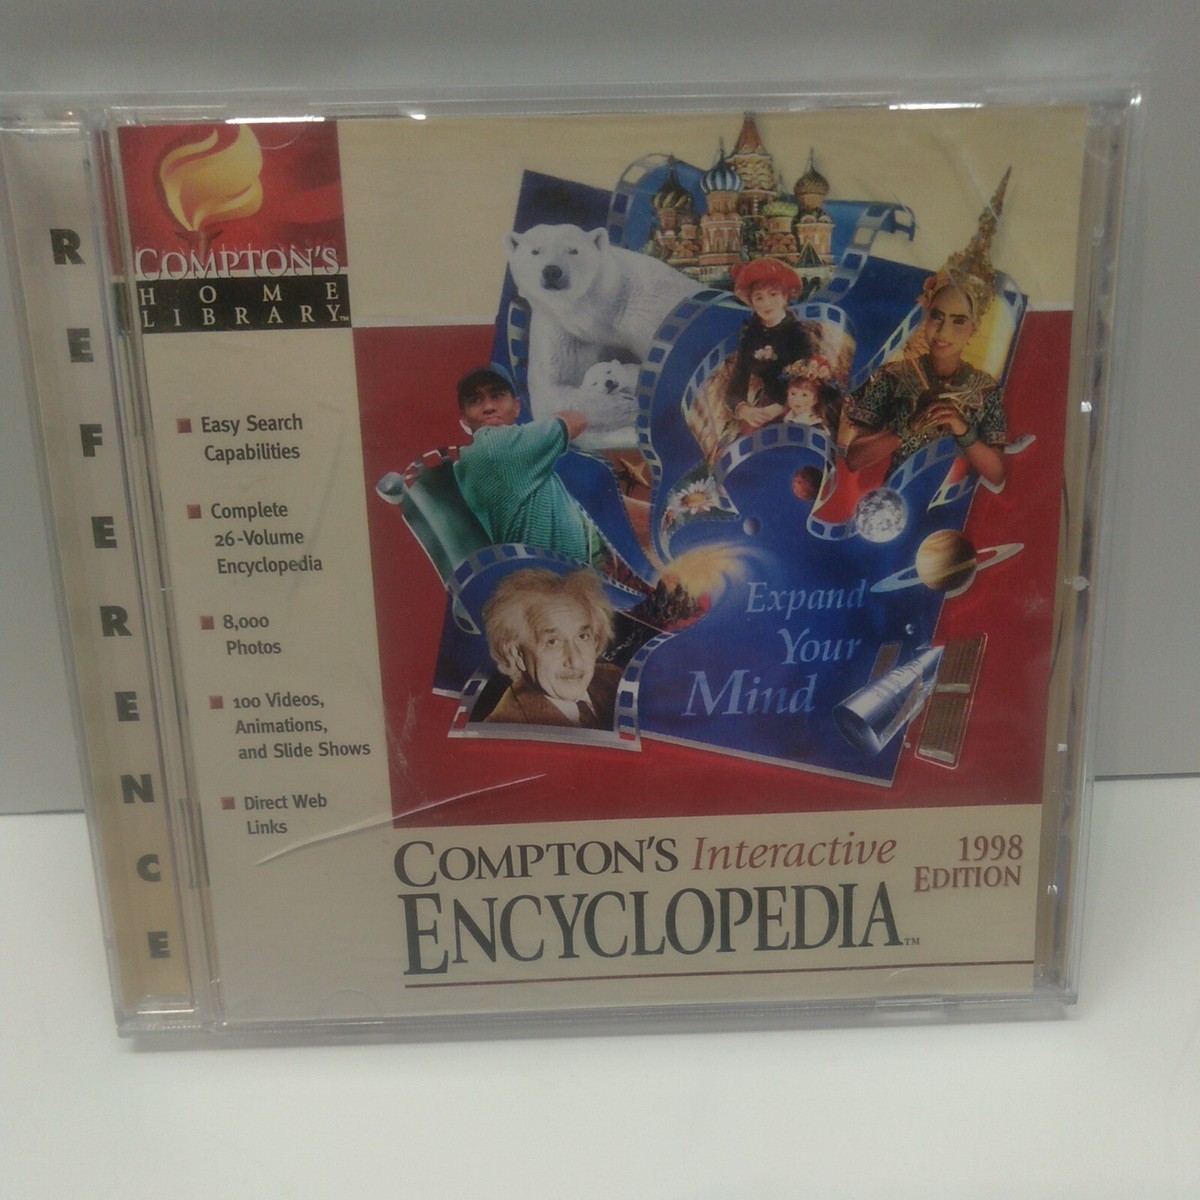 REFERENCE
COMPTON'S
HOME
LIBRARY™
Easy Search
Capabilities
Complete
26-Volume
Encyclopedia
8,000
Photos
100 Videos,
Animations,
and Slide Shows
Direct Web
Links
Expand
Your
Mind
COMPTON'S Interactive
ENCYCLOPEDIA™
1998
EDITION